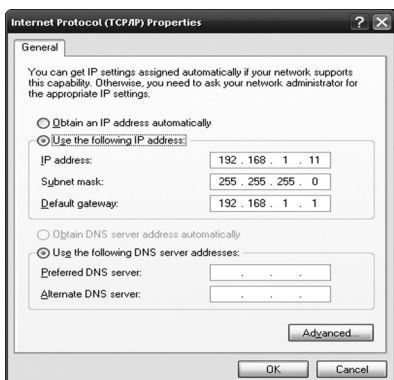 Internet Protocol (TCP/IP) Properties
General
You can get IP settings assigned automatically if your network supports
this capability. Otherwise, you need to ask your network administrator for
the appropriate IP settings.
Obtain an IP address automatically
Use the following IP address:
IP address: 192 . 168 . 1 . 11
Subnet mask: 255 . 255 . 255 . 0
Default gateway: 192 . 168 . 1 . 1
Obtain DNS server address automatically
Use the following DNS server addresses:
Preferred DNS server: . . .
Alternate DNS server: . . .
Advanced...
OK Cancel